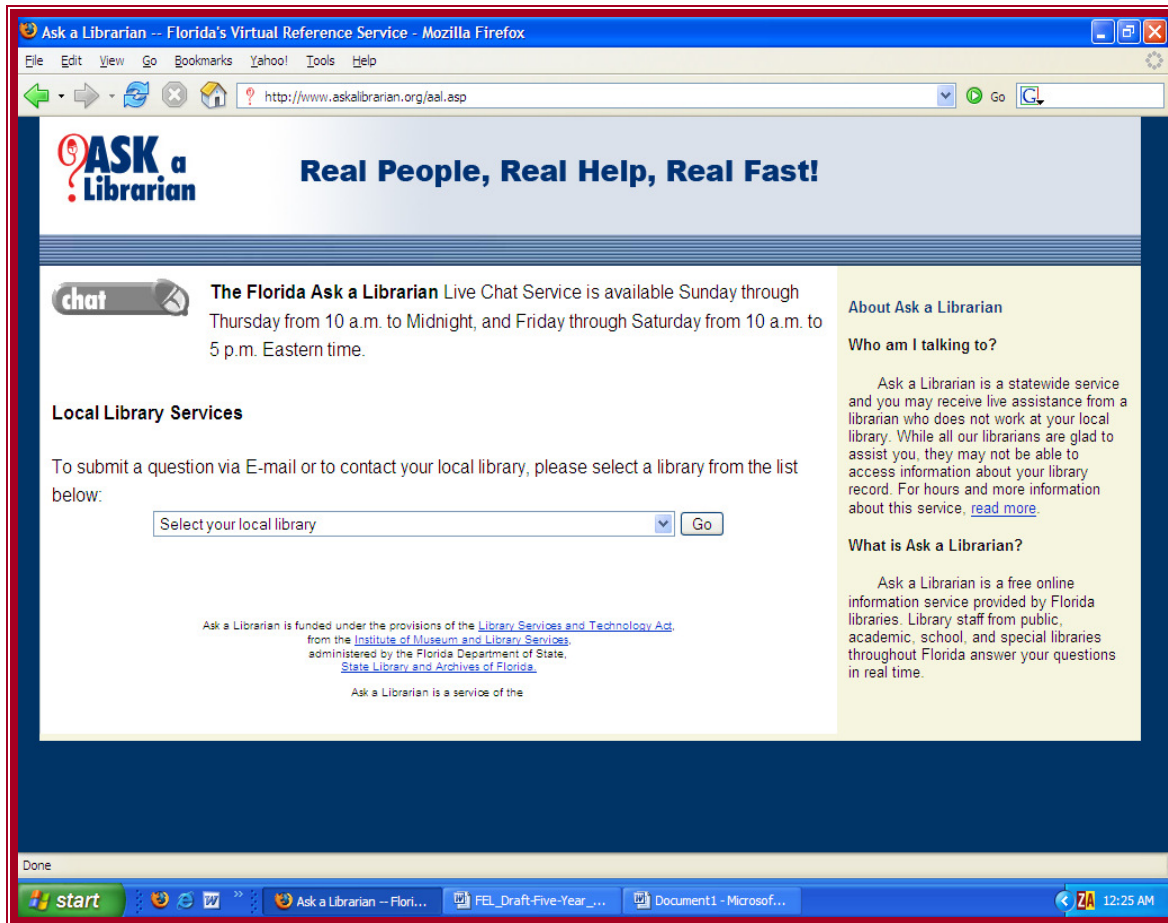 Ask a Librarian -- Florida's Virtual Reference Service - Mozilla Firefox
File Edit View Go Bookmarks Yahoo! Tools Help
http://www.askalibrarian.org/aal.asp Go G
ASK a
Librarian
Real People, Real Help, Real Fast!
chat
The Florida Ask a Librarian Live Chat Service is available Sunday through
Thursday from 10 a.m. to Midnight, and Friday through Saturday from 10 a.m. to
5 p.m. Eastern time.
Local Library Services
To submit a question via E-mail or to contact your local library, please select a library from the list
below:
Select your local library Go
Ask a Librarian is funded under the provisions of the Library Services and Technology Act,
from the Institute of Museum and Library Services,
administered by the Florida Department of State,
State Library and Archives of Florida.
Ask a Librarian is a service of the
About Ask a Librarian
Who am I talking to?
Ask a Librarian is a statewide service
and you may receive live assistance from a
librarian who does not work at your local
library. While all our librarians are glad to
assist you, they may not be able to
access information about your library
record. For hours and more information
about this service, read more.
What is Ask a Librarian?
Ask a Librarian is a free online
information service provided by Florida
libraries. Library staff from public,
academic, school, and special libraries
throughout Florida answer your questions
in real time.
Done
start Ask a Librarian -- Flori... FEL_Draft-Five-Year_... Document1 - Microsof... ZA 12:25 AM